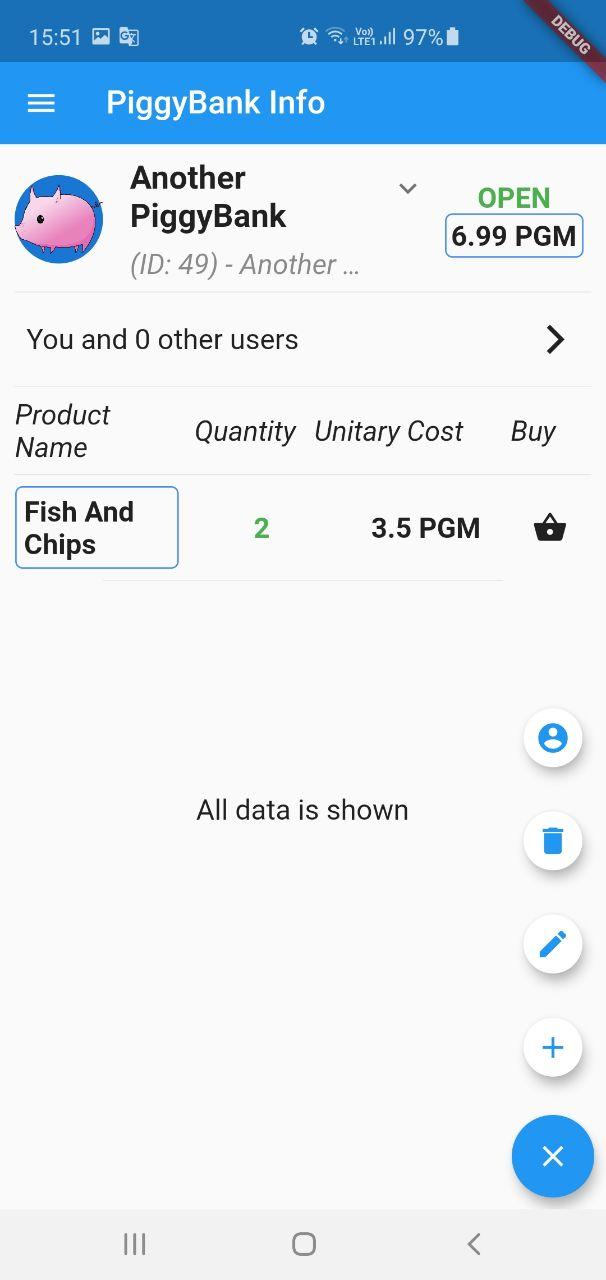 15:51
Vo))
LTE1
97%
DEBUG
PiggyBank Info
Another
PiggyBank
OPEN
6.99 PGM
(ID: 49) - Another ...
You and 0 other users
Product
Name
Quantity
Unitary Cost
Buy
Fish And
Chips
2
3.5 PGM
All data is shown